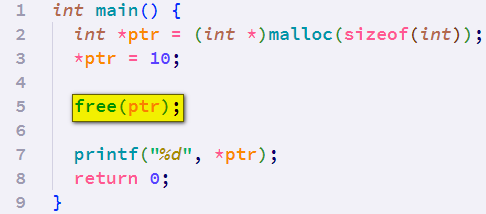 1 int main() {
2 int *ptr = (int *)malloc(sizeof(int));
3 *ptr = 10;
4
5 free(ptr);
6
7 printf("%d", *ptr);
8 return 0;
9 }